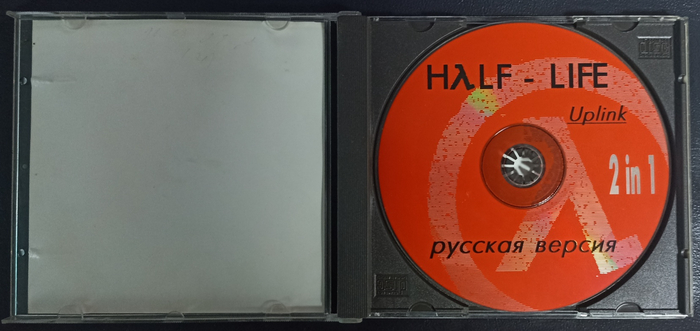 HλLF - LIFE
Uplink
2 in 1
русская версия